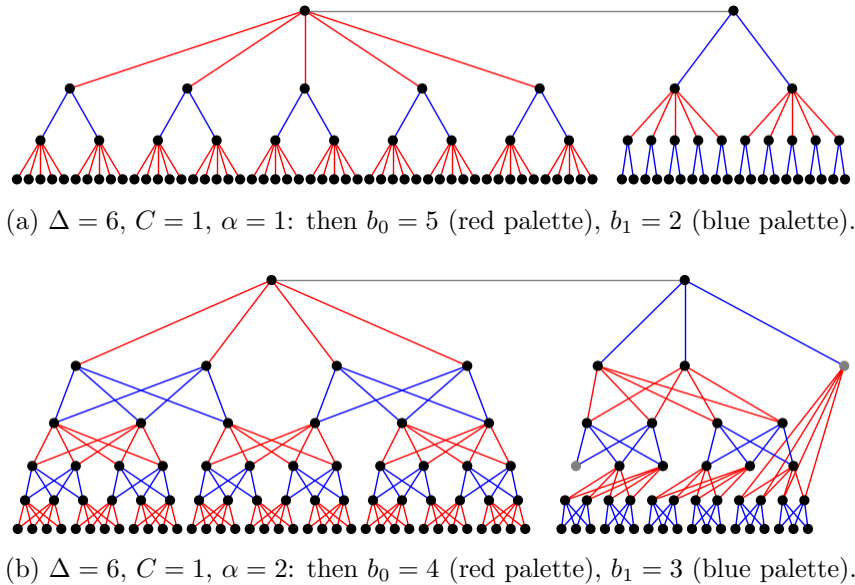 (a) Δ = 6, C = 1, α = 1: then b₀ = 5 (red palette), b₁ = 2 (blue palette).
(b) Δ = 6, C = 1, α = 2: then b₀ = 4 (red palette), b₁ = 3 (blue palette).